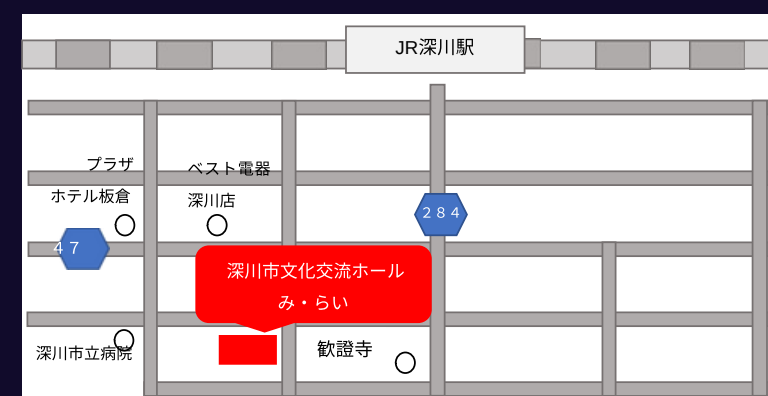 JR深川駅
プラザ
ホテル板倉
ベスト電器
深川店
284
47
深川市文化交流ホール
み・らい
深川市立病院
歓證寺